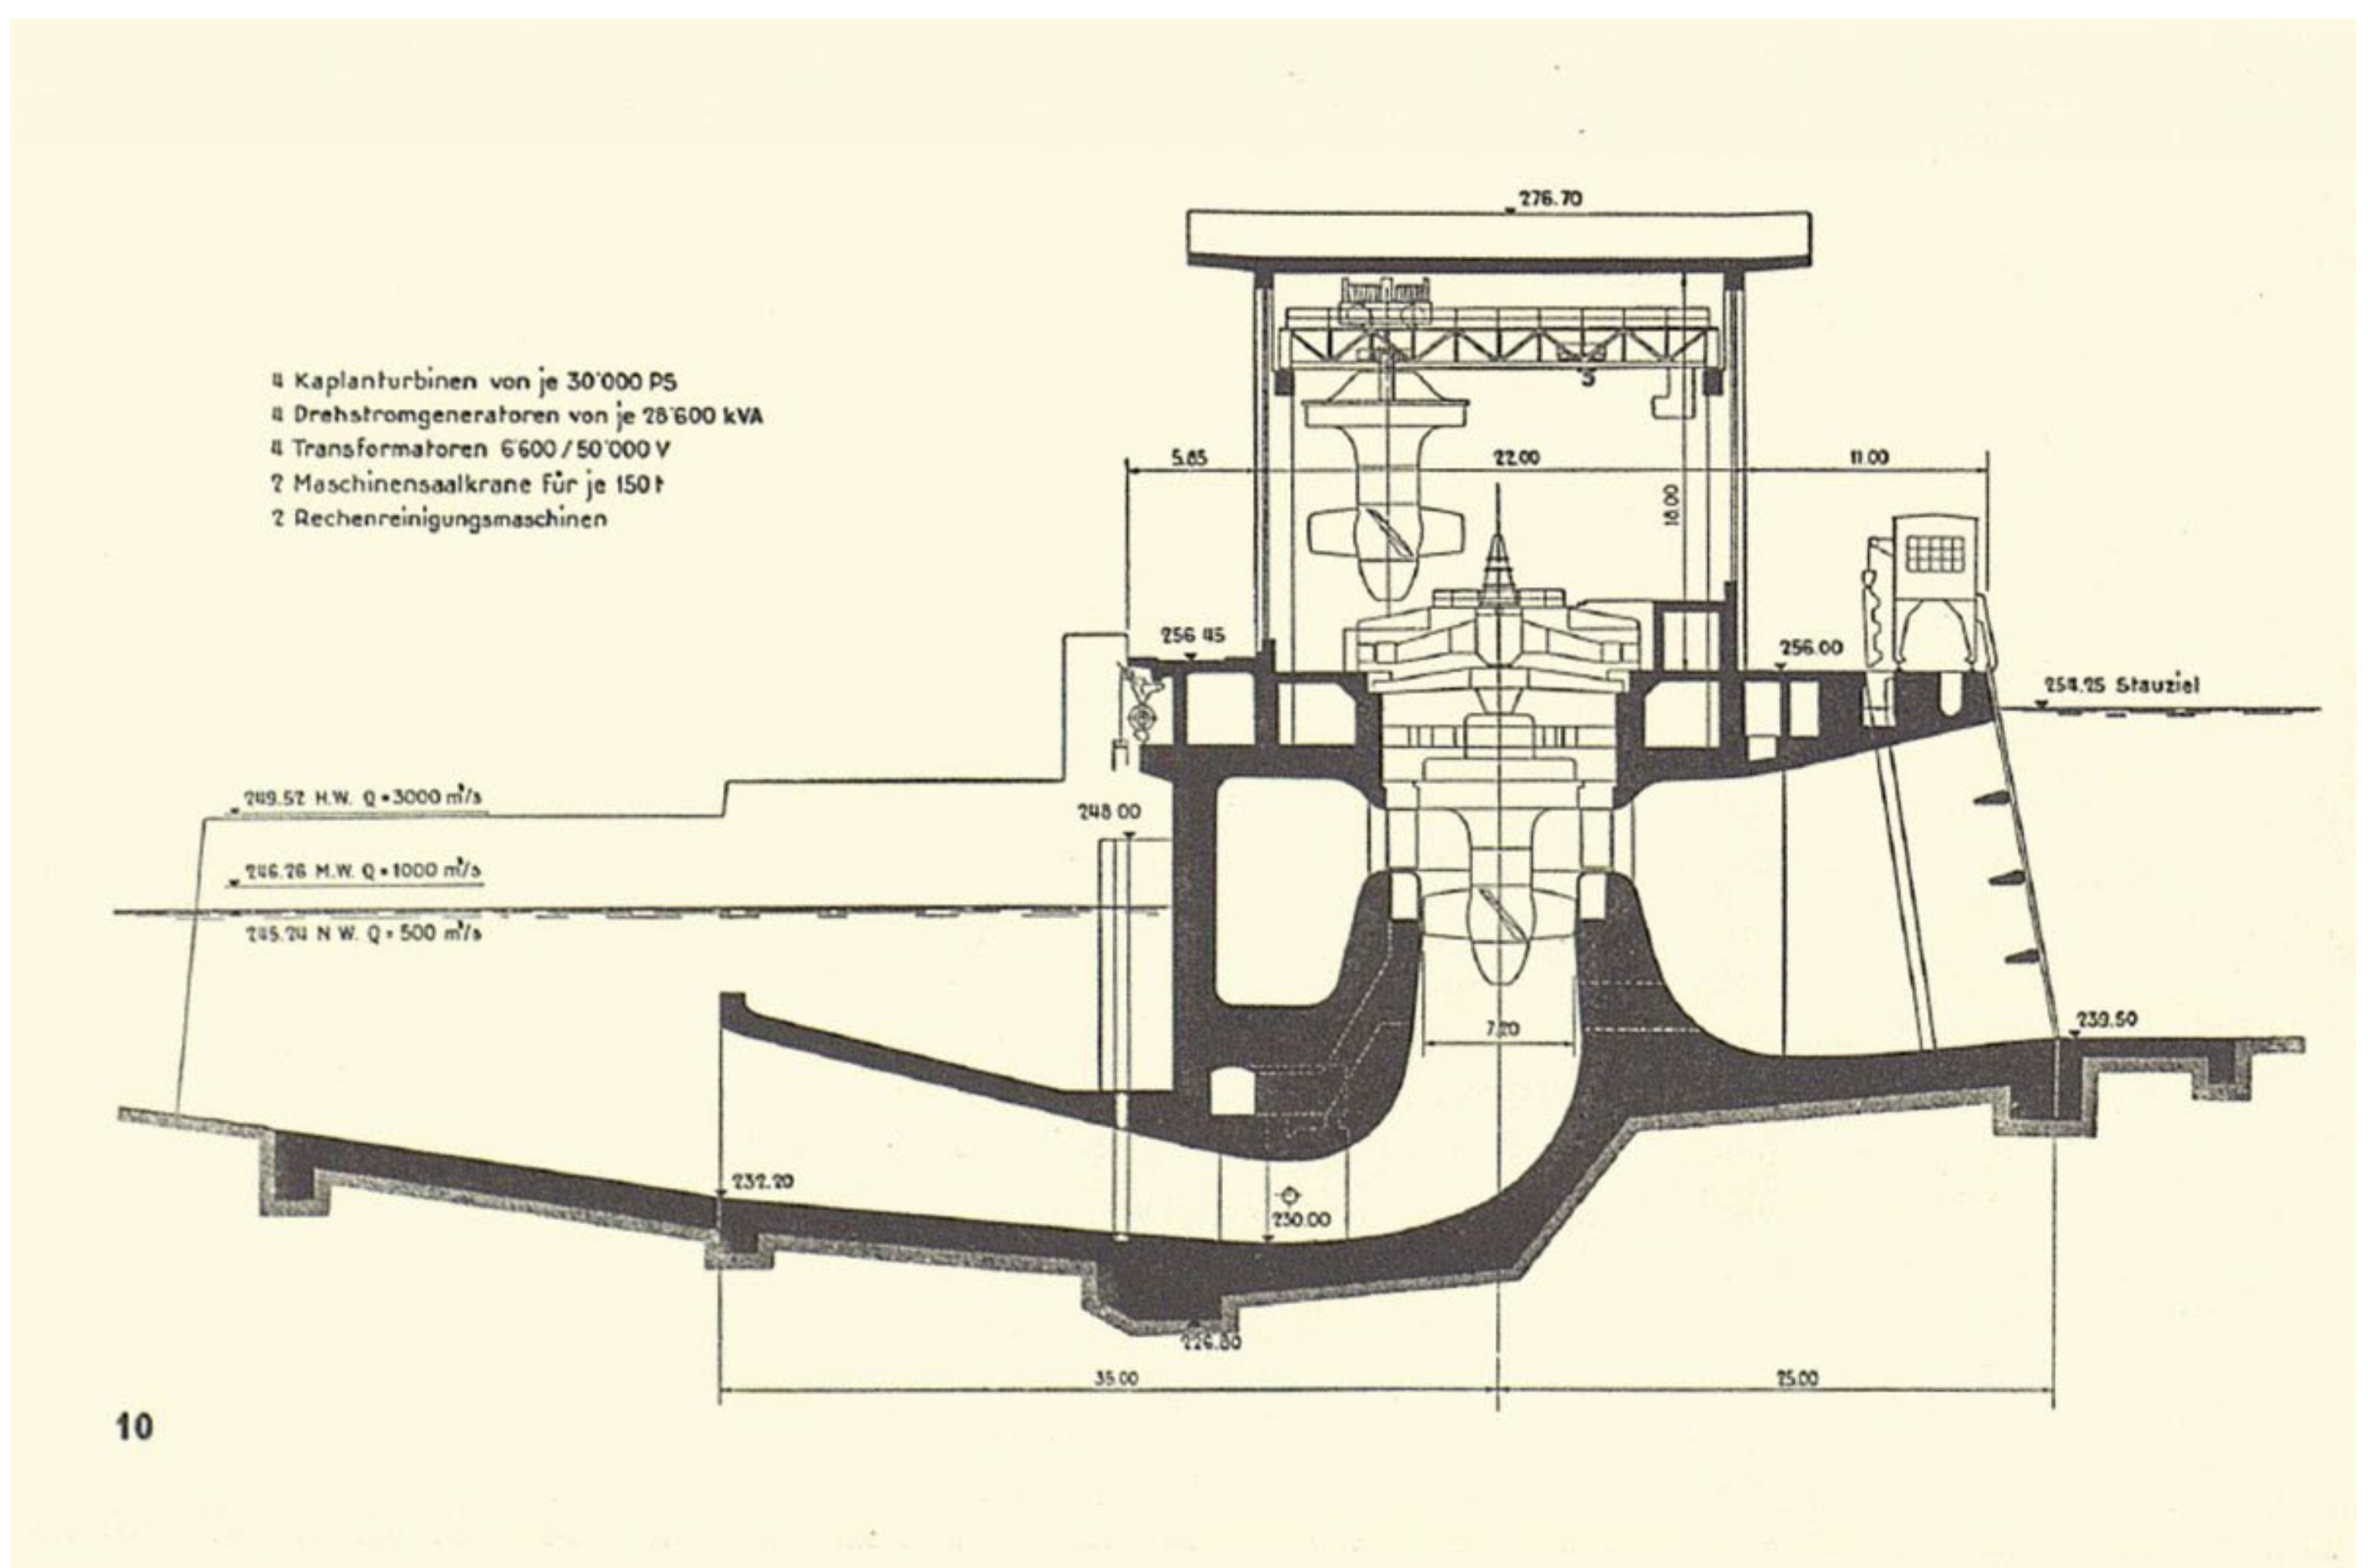 276.70
4 Kaplanturbinen von je 30'000 PS
4 Drehstromgeneratoren von je 28'600 kVA
4 Transformatoren 6'600/50'000 V
2 Maschinensaalkrane für je 150 t
2 Rechenreinigungsmaschinen
5.85
22.00
11.00
18.00
256.45
256.00
254.25 Stauziel
249.52 H.W. Q = 3000 m³/s
248.00
246.26 M.W. Q = 1000 m³/s
245.24 N.W. Q = 500 m³/s
7.20
239.50
232.20
230.00
226.80
35.00
25.00
10